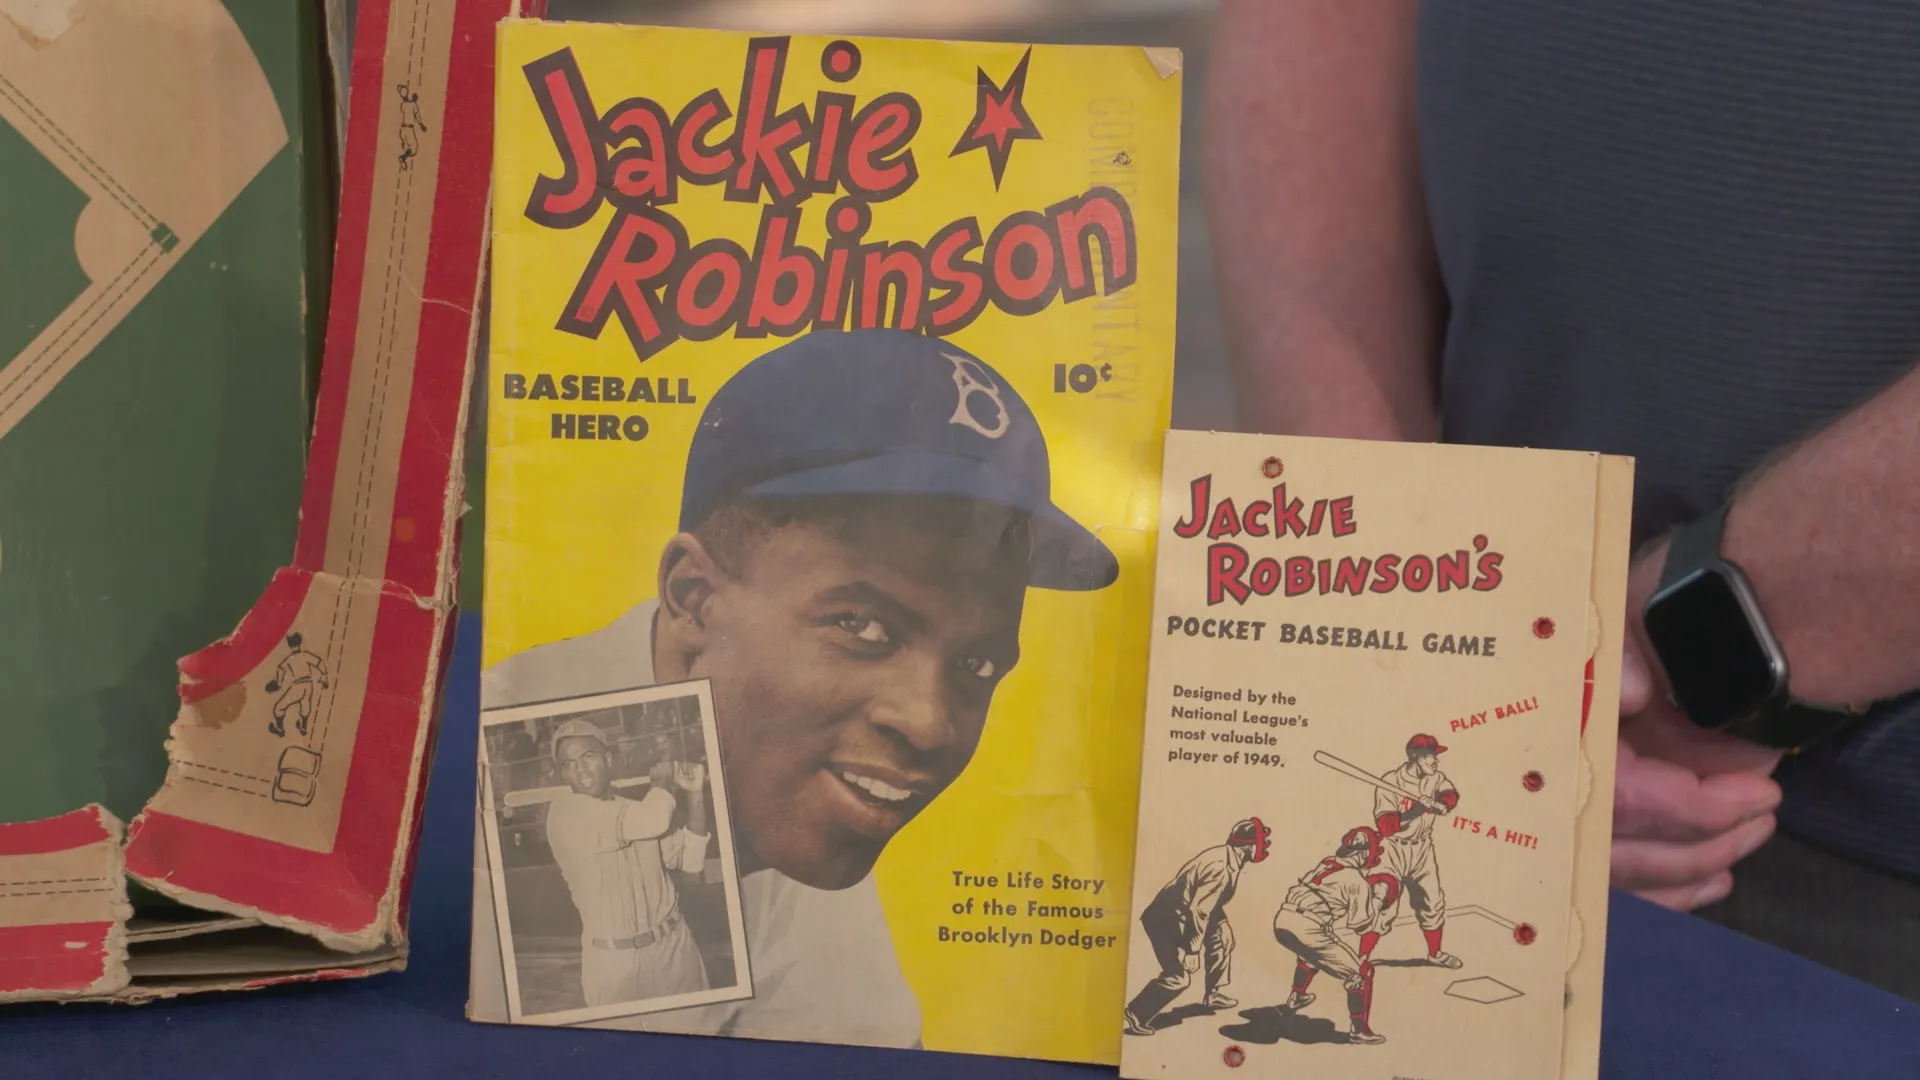 Jackie
Robinson
BASEBALL
HERO
10¢
B
COMPLIMENTARY
True Life Story
of the Famous
Brooklyn Dodger
JACKIE
ROBINSON'S
POCKET BASEBALL GAME
Designed by the
National League's
most valuable
player of 1949.
PLAY BALL!
IT'S A HIT!